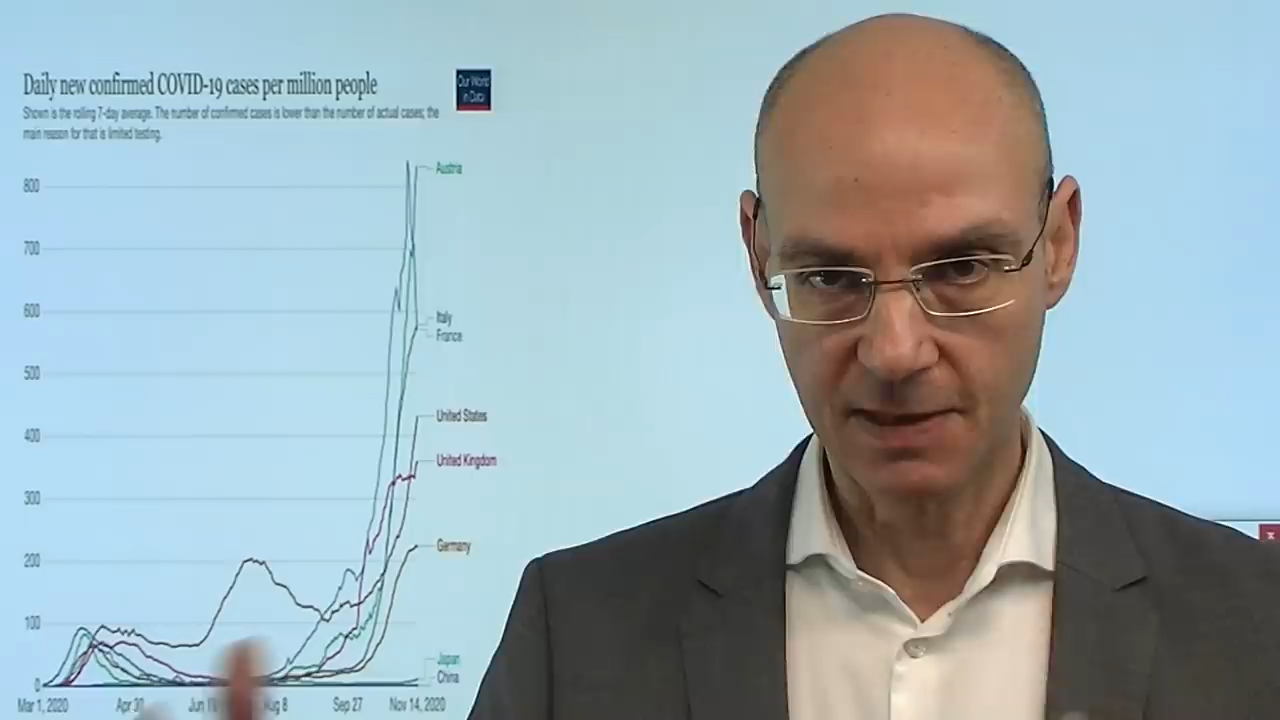 Daily new confirmed COVID-19 cases per million people
Our World
in Data
Shown is the rolling 7-day average. The number of confirmed cases is lower than the number of actual cases; the
main reason for that is limited testing.
Austria
800
700
600
Italy
France
500
United States
400
United Kingdom
300
Germany
200
100
Japan
China
0
Mar 1, 2020
Apr 30
Aug 8
Sep 27
Nov 14, 2020